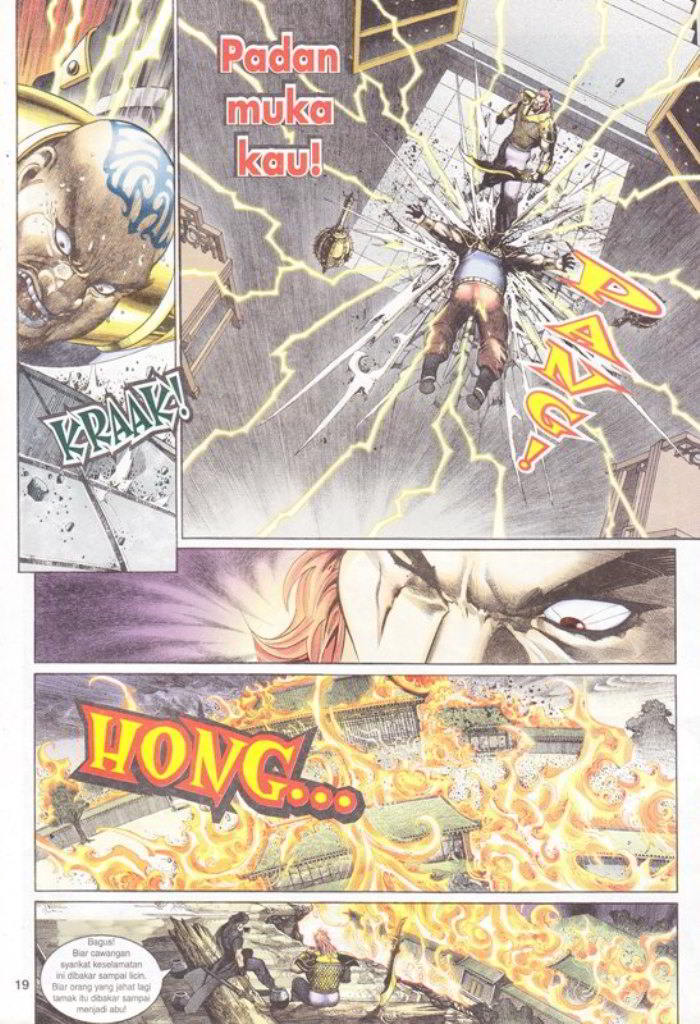 Padan
muka
kau!
KRAAK!
PANG!
HONG...
Bagus!
Biar cawangan
syarikat keselamatan
ini dibakar sampai licin.
Biar orang yang jahat lagi
tamak itu dibakar sampai
menjadi abu!
19